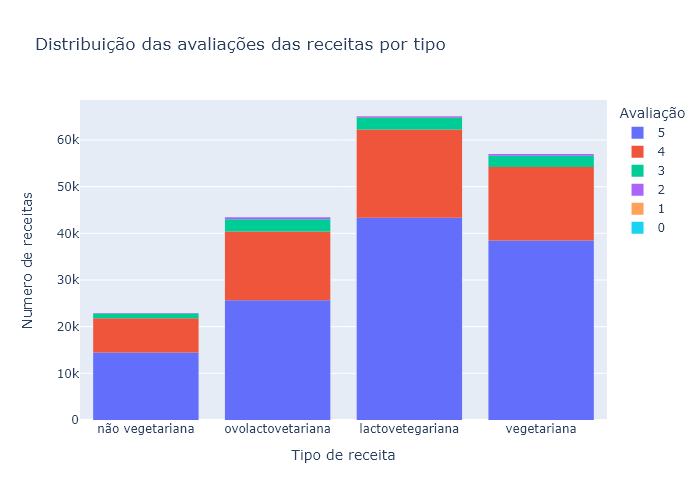 Distribuição das avaliações das receitas por tipo
Avaliação
5
4
3
2
1
0
Numero de receitas
60k
50k
40k
30k
20k
10k
0
não vegetariana
ovolactovetariana
lactovetegariana
vegetariana
Tipo de receita